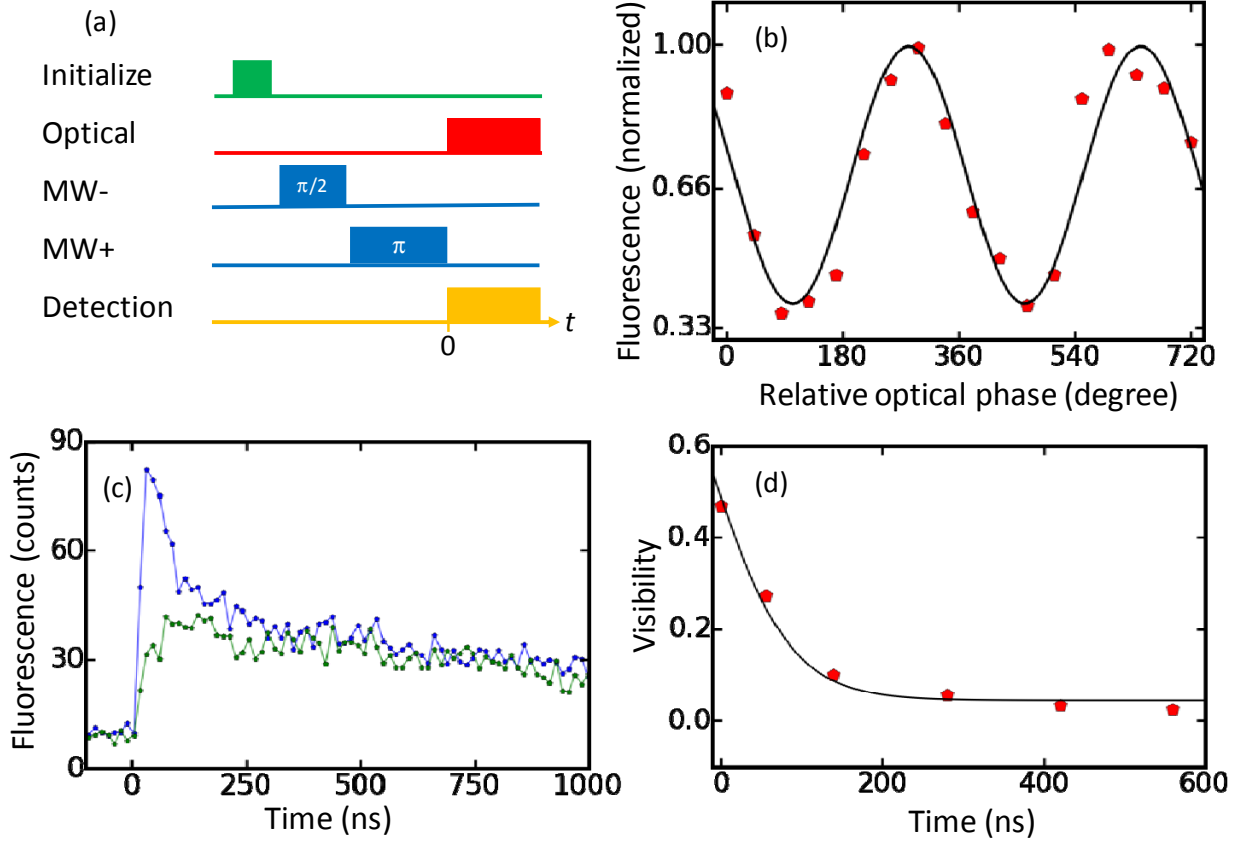 (a)
Initialize
Optical
MW-
π/2
MW+
π
Detection
t
0
(b)
Fluorescence (normalized)
1.00
0.66
0.33
0 180 360 540 720
Relative optical phase (degree)
(c)
Fluorescence (counts)
90
60
30
0
0 250 500 750 1000
Time (ns)
(d)
Visibility
0.6
0.4
0.2
0.0
0 200 400 600
Time (ns)